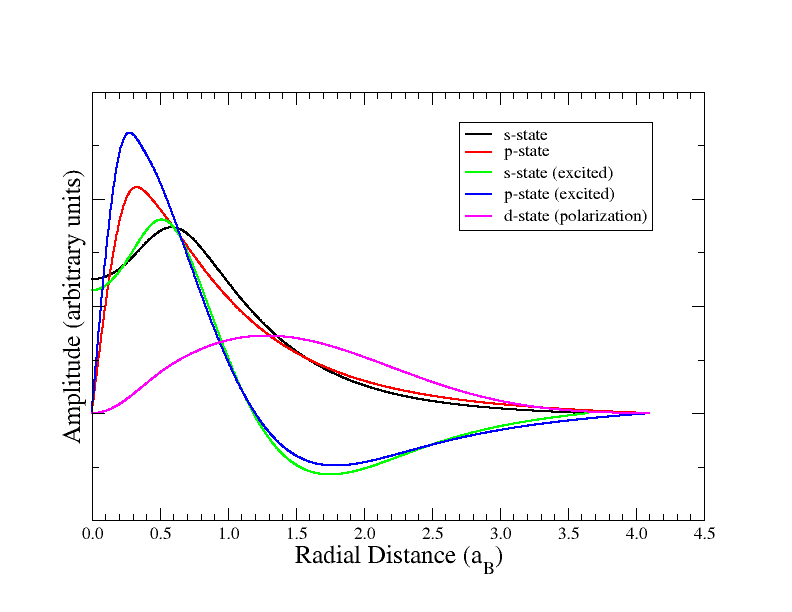 s-state
p-state
s-state (excited)
p-state (excited)
d-state (polarization)
Amplitude (arbitrary units)
0.0 0.5 1.0 1.5 2.0 2.5 3.0 3.5 4.0 4.5
Radial Distance (a_B)